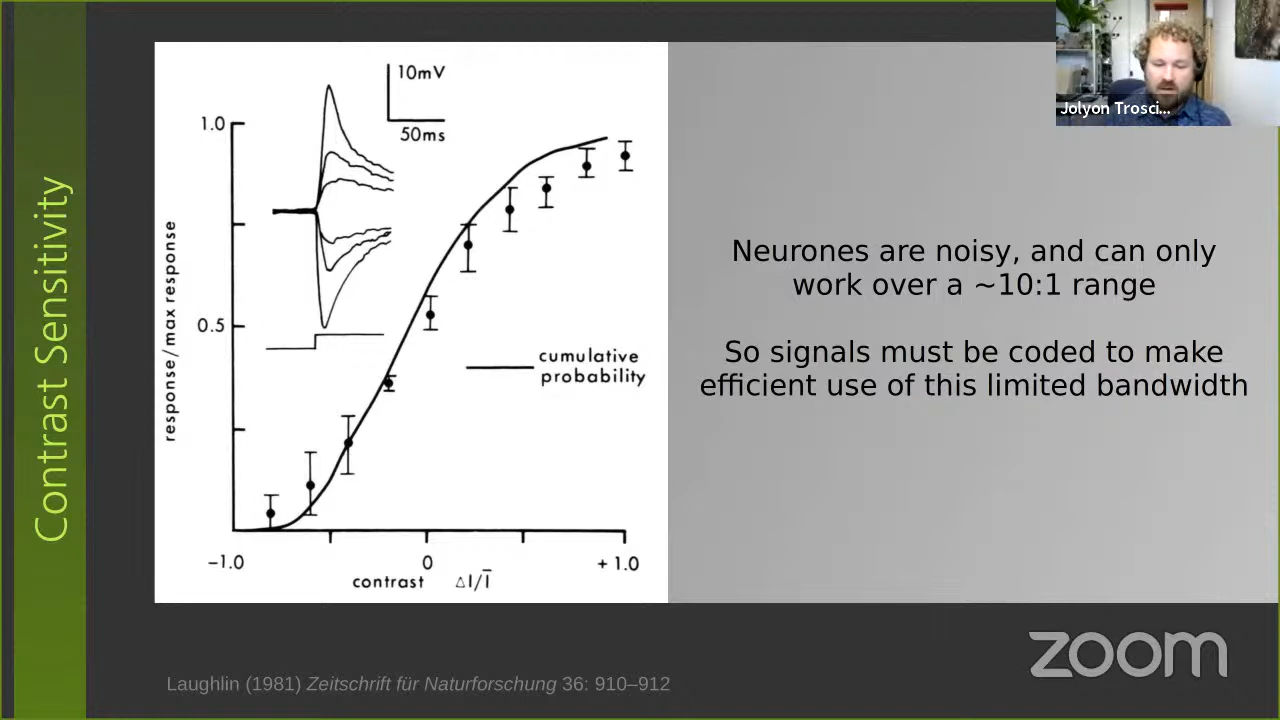 Contrast Sensitivity
10mV
50ms
1.0
0.5
response/max response
cumulative
probability
−1.0
0
+ 1.0
contrast △I/I̅
Neurones are noisy, and can only
work over a ~10:1 range
So signals must be coded to make
efficient use of this limited bandwidth
Jolyon Trosci...
Laughlin (1981) Zeitschrift für Naturforschung 36: 910–912
zoom